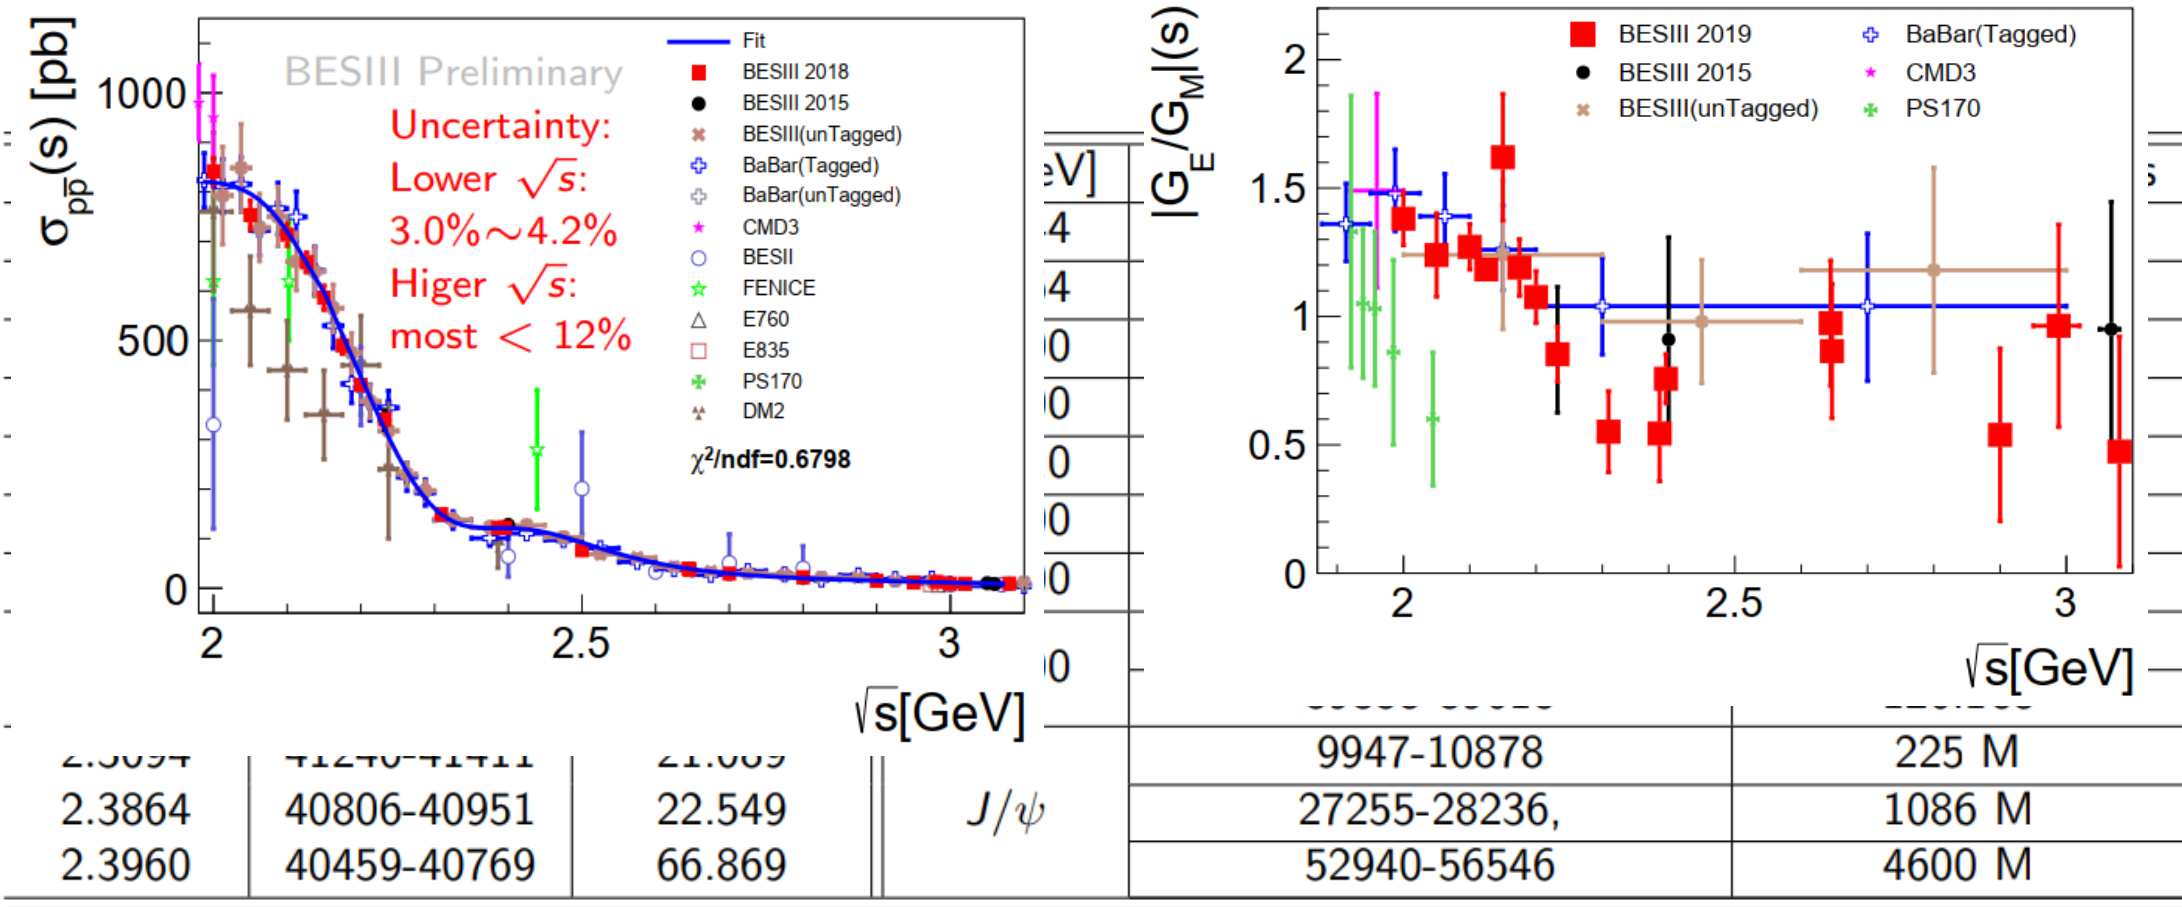 σpp̄(s) [pb]
1000
500
0
2
2.5
3
√s[GeV]
BESIII Preliminary
Uncertainty:
Lower √s:
3.0%∼4.2%
Higer √s:
most < 12%
Fit
BESIII 2018
BESIII 2015
BESIII(unTagged)
BaBar(Tagged)
BaBar(unTagged)
CMD3
BESII
FENICE
E760
E835
PS170
DM2
χ²/ndf=0.6798
|G_E/G_M|(s)
2
1.5
1
0.5
0
2
2.5
3
√s[GeV]
BESIII 2019
BESIII 2015
BESIII(unTagged)
BaBar(Tagged)
CMD3
PS170
9947-10878 225 M
2.3864 40806-40951 22.549 J/ψ 27255-28236, 1086 M
2.3960 40459-40769 66.869 52940-56546 4600 M